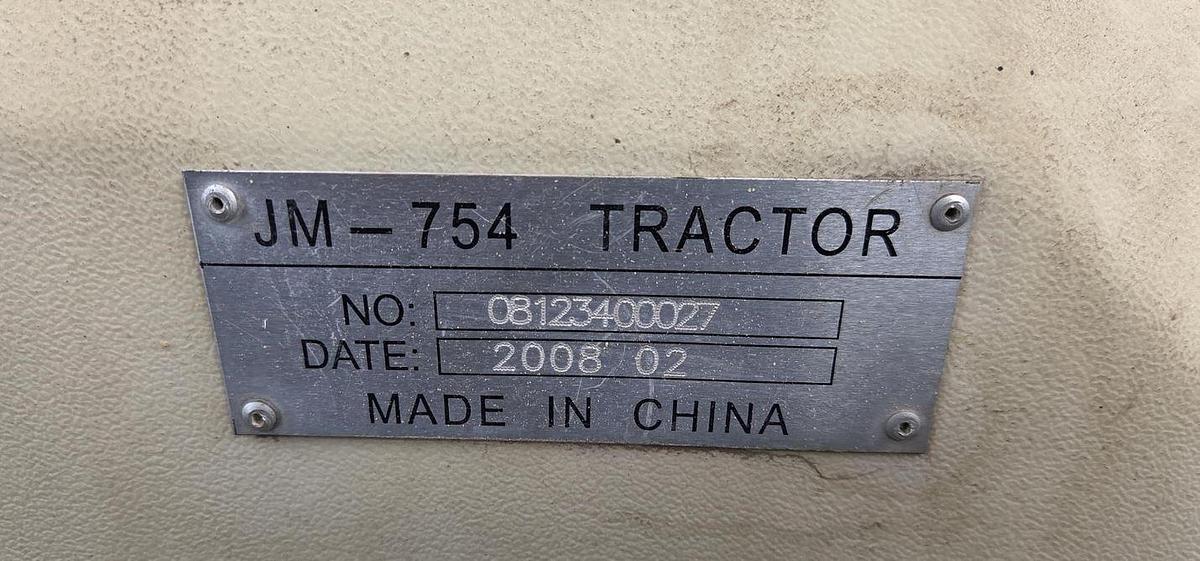 JM-754 TRACTOR
NO: 08123400027
DATE: 2008 02
MADE IN CHINA